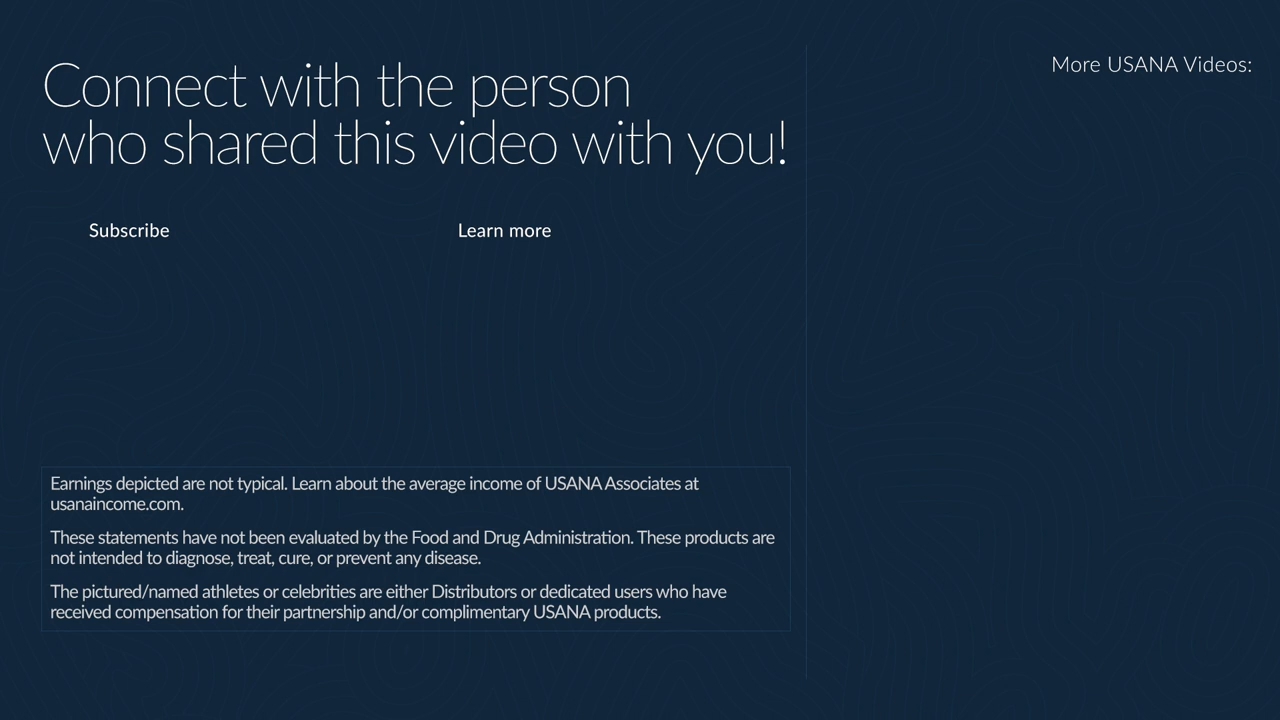 Connect with the person
who shared this video with you!
More USANA Videos:
Subscribe
Learn more
Earnings depicted are not typical. Learn about the average income of USANA Associates at
usanaincome.com.
These statements have not been evaluated by the Food and Drug Administration. These products are
not intended to diagnose, treat, cure, or prevent any disease.
The pictured/named athletes or celebrities are either Distributors or dedicated users who have
received compensation for their partnership and/or complimentary USANA products.